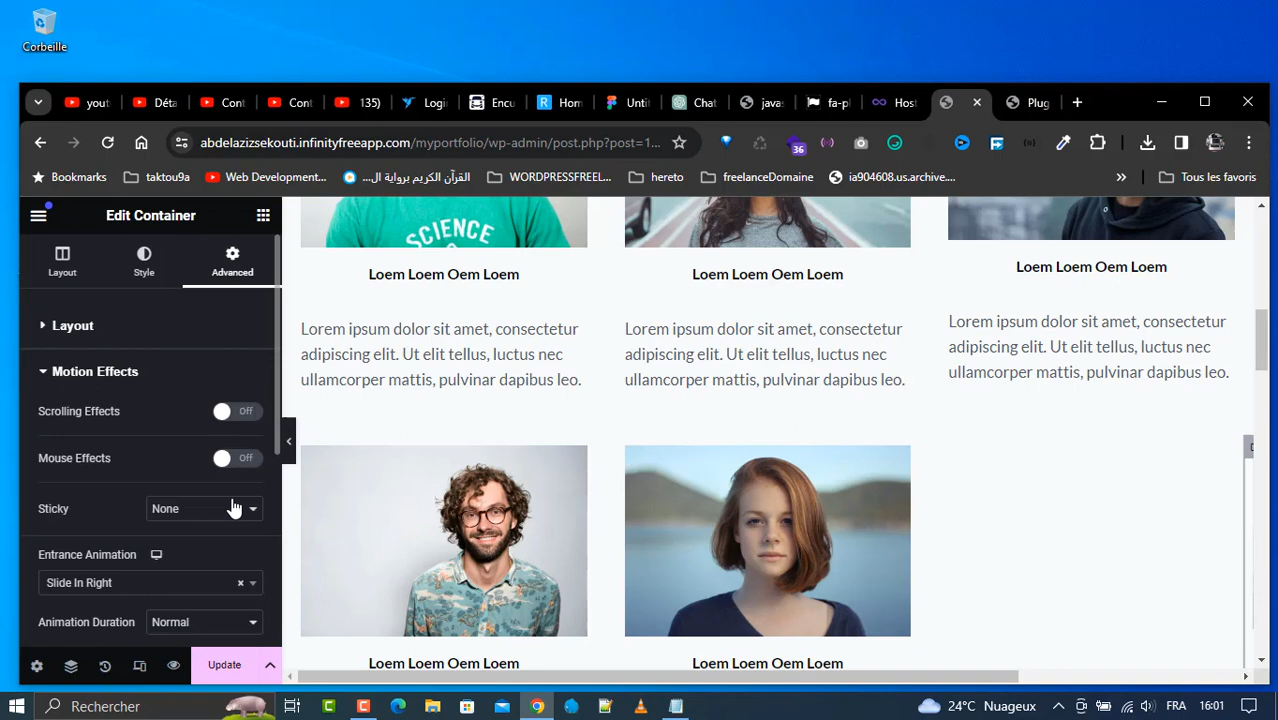 Corbeille
yout
Déta
Cont
Cont
135)
Login
Encu
Hom
Unti
Chat
javas
fa-pl
Host
Plug
abdelazizsekouti.infinityfreeapp.com/myportfolio/wp-admin/post.php?post=1...
36
Bookmarks
taktou9a
Web Development...
القرآن الكريم برواية ال...
WORDPRESSFREEL...
hereto
freelanceDomaine
ia904608.us.archive....
Tous les favoris
Edit Container
Layout
Style
Advanced
Layout
Motion Effects
Scrolling Effects
Off
Mouse Effects
Off
Sticky
None
Entrance Animation
Slide In Right
Animation Duration
Normal
Update
SCIENCE
Loem Loem Oem Loem
Loem Loem Oem Loem
Loem Loem Oem Loem
Lorem ipsum dolor sit amet, consectetur
adipiscing elit. Ut elit tellus, luctus nec
ullamcorper mattis, pulvinar dapibus leo.
Lorem ipsum dolor sit amet, consectetur
adipiscing elit. Ut elit tellus, luctus nec
ullamcorper mattis, pulvinar dapibus leo.
Lorem ipsum dolor sit amet, consectetur
adipiscing elit. Ut elit tellus, luctus nec
ullamcorper mattis, pulvinar dapibus leo.
Loem Loem Oem Loem
Loem Loem Oem Loem
Rechercher
24°C Nuageux
FRA
16:01